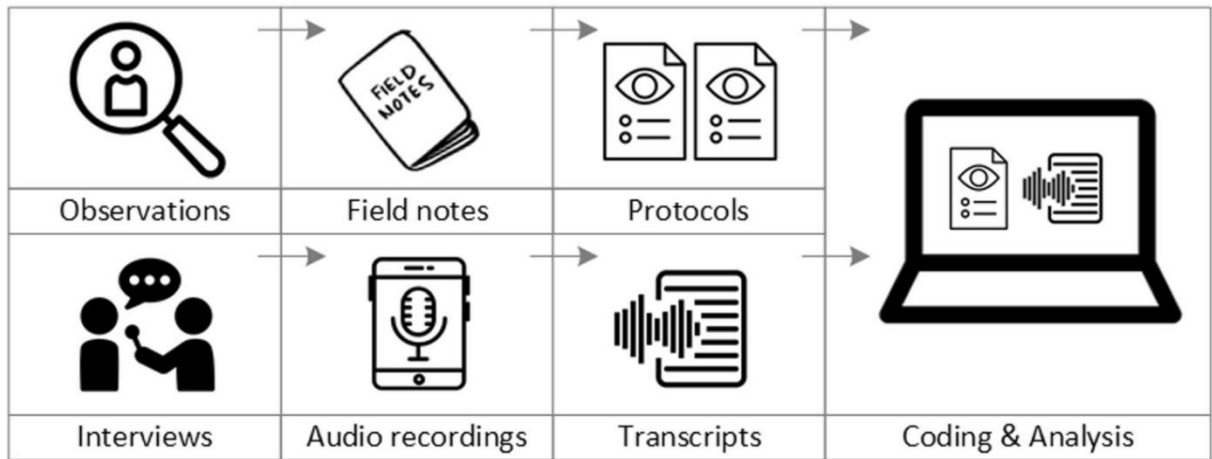 FIELD
NOTES
Observations
Field notes
Protocols
Interviews
Audio recordings
Transcripts
Coding & Analysis